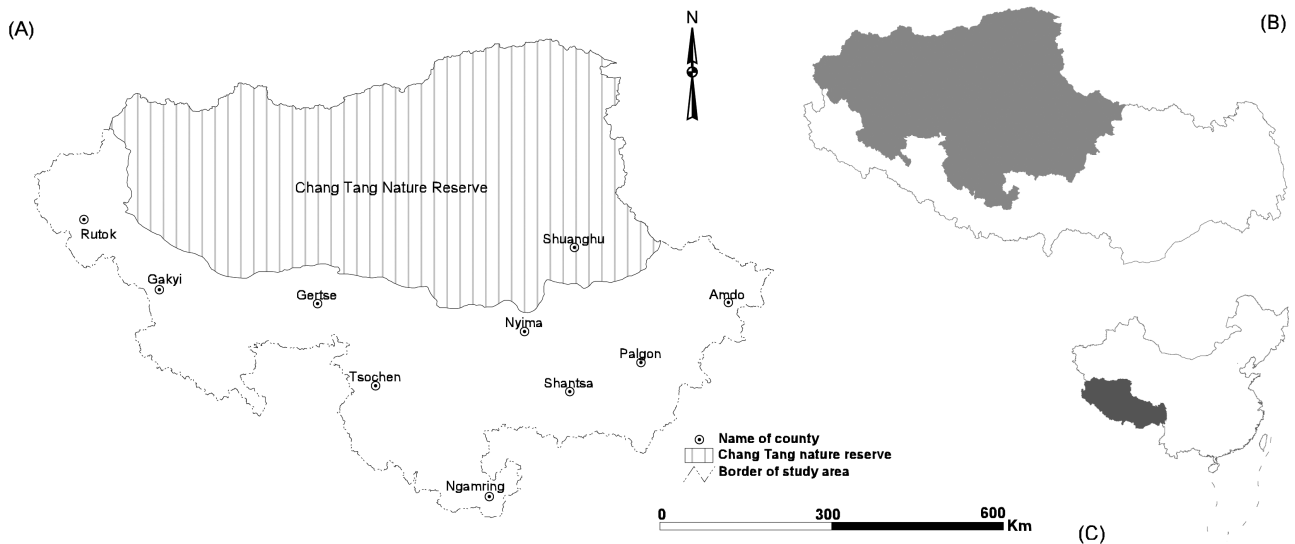 (A)
N
(B)
Chang Tang Nature Reserve
Rutok
Shuanghu
Gakyi
Gertse
Amdo
Nyima
Palgon
Tsochen
Shantsa
Ngamring
Name of county
Chang Tang nature reserve
Border of study area
0 300 600
Km
(C)